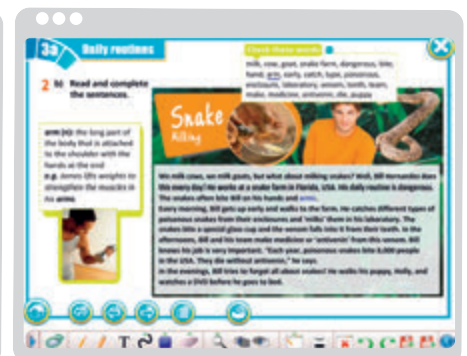 3a Daily routines
Check these words
milk, cow, goat, snake farm, dangerous, bite,
hand, arm, early, catch, type, poisonous,
enclosure, laboratory, venom, tooth, team,
make, medicine, antivenin, die, puppy
2 b) Read and complete
the sentences.
Snake
Milking
arm (n): the long part of
the body that is attached
to the shoulder with the
hands at the end
e.g. James lifts weights to
strengthen the muscles in
his arms.
We milk cows, we milk goats, but what about milking snakes? Well, Bill Hernandez does
this every day! He works at a snake farm in Florida, USA. His daily routine is dangerous.
The snakes often bite Bill on his hands and arms.
Every morning, Bill gets up early and walks to the farm. He catches different types of
poisonous snakes from their enclosures and 'milks' them in his laboratory. The
snakes bite a special glass cup and the venom falls into it from their teeth. In the
afternoon, Bill and his team make medicine or 'antivenin' from this venom. Bill
knows his job is very important. "Each year, poisonous snakes bite 8,000 people
in the USA. They die without antivenin," he says.
In the evenings, Bill tries to forget all about snakes! He walks his puppy, Holly, and
watches a DVD before he goes to bed.
T